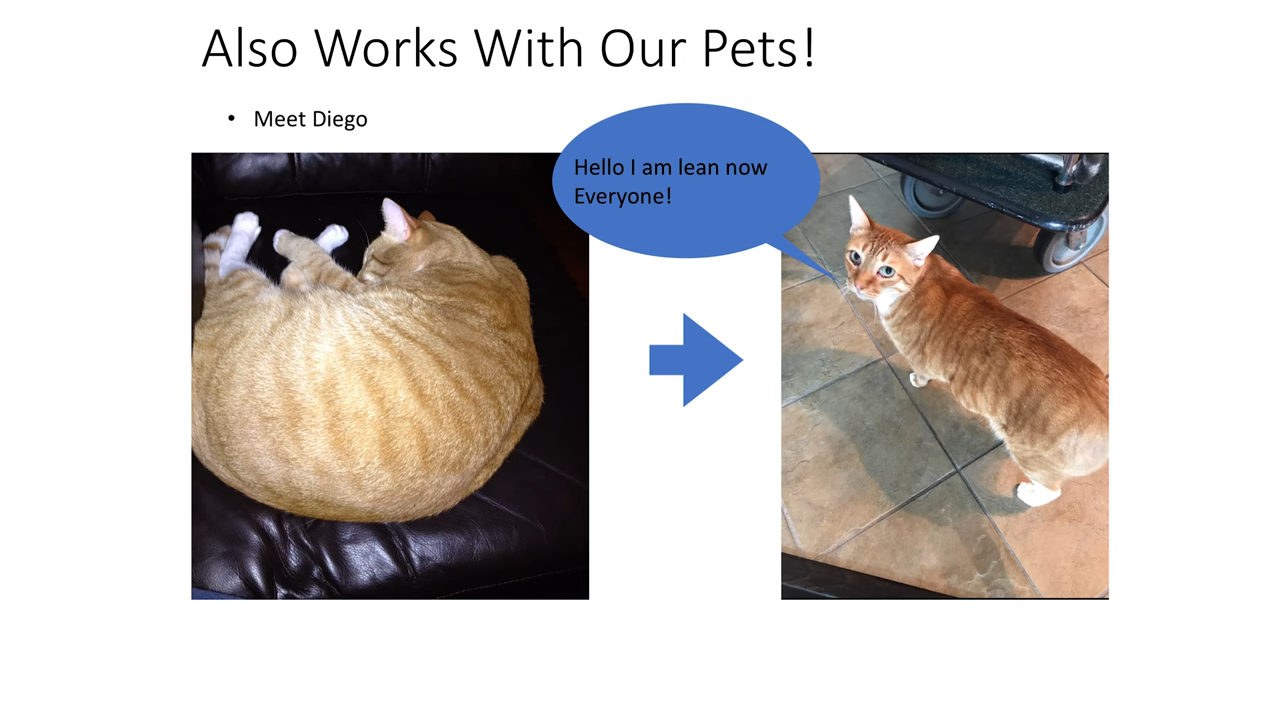 Also Works With Our Pets!
• Meet Diego
Hello I am lean now
Everyone!